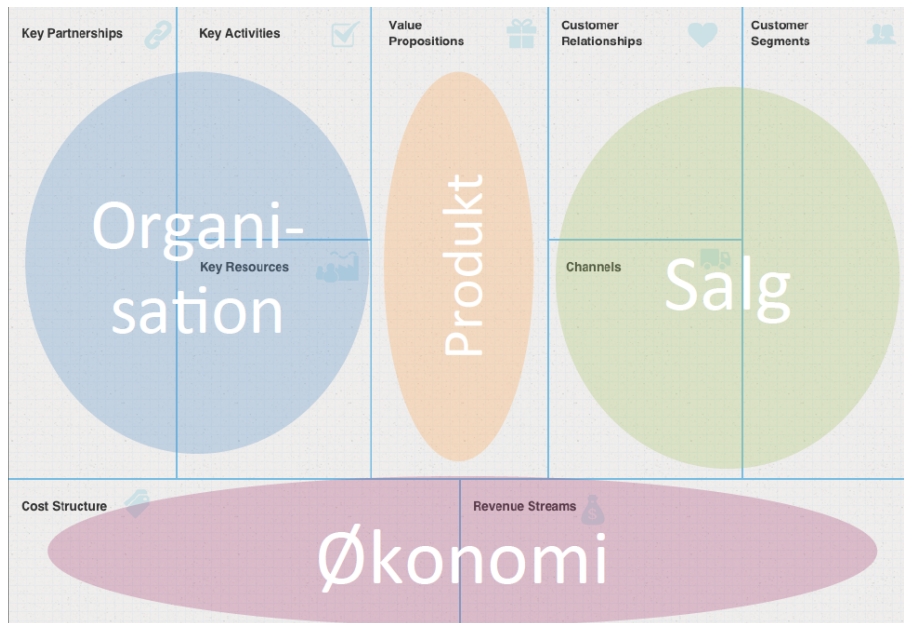 Key Partnerships
Key Activities
Value
Propositions
Customer
Relationships
Customer
Segments
Organi-
sation
Key Resources
Produkt
Channels
Salg
Cost Structure
Revenue Streams
Økonomi